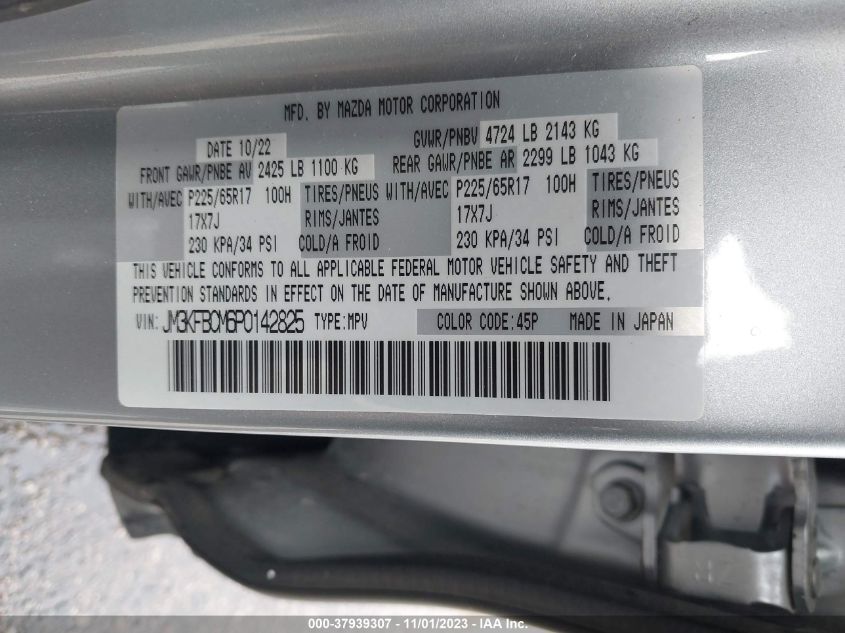 MFD. BY MAZDA MOTOR CORPORATION
DATE 10/22 GVWR/PNBV 4724 LB 2143 KG
FRONT GAWR/PNBE AV 2425 LB 1100 KG REAR GAWR/PNBE AR 2299 LB 1043 KG
WITH/AVEC P225/65R17 100H TIRES/PNEUS WITH/AVEC P225/65R17 100H TIRES/PNEUS
17X7J RIMS/JANTES 17X7J RIMS/JANTES
230 KPA/34 PSI COLD/A FROID 230 KPA/34 PSI COLD/A FROID
THIS VEHICLE CONFORMS TO ALL APPLICABLE FEDERAL MOTOR VEHICLE SAFETY AND THEFT
PREVENTION STANDARDS IN EFFECT ON THE DATE OF MANUFACTURE SHOWN ABOVE.
VIN: JM3KFBCM6P0142825 TYPE:MPV COLOR CODE:45P MADE IN JAPAN
000-37939307 - 11/01/2023 - IAA Inc.